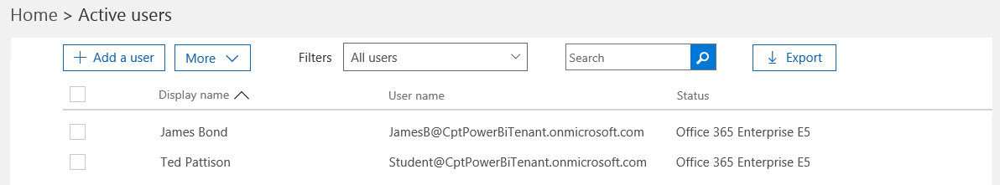 Home > Active users
+ Add a user More Filters All users Search Export
Display name User name Status
James Bond JamesB@CptPowerBiTenant.onmicrosoft.com Office 365 Enterprise E5
Ted Pattison Student@CptPowerBiTenant.onmicrosoft.com Office 365 Enterprise E5